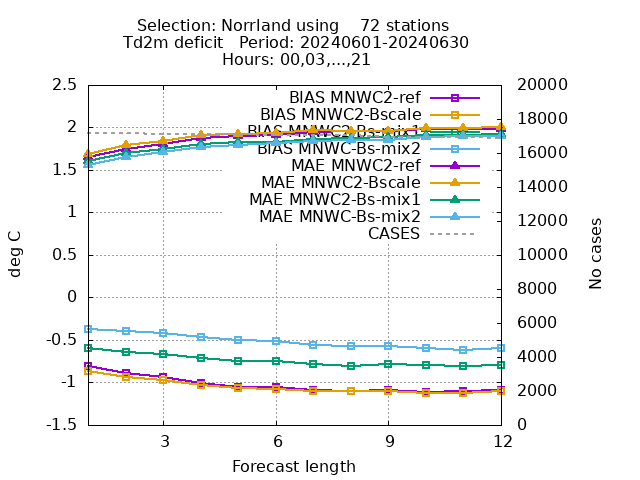 Selection: Norrland using 72 stations
Td2m deficit Period: 20240601-20240630
Hours: 00,03,...,21
BIAS MNWC2-ref
BIAS MNWC2-Bscale
BIAS MNWC2-Bs-mix1
BIAS MNWC-Bs-mix2
MAE MNWC2-ref
MAE MNWC2-Bscale
MAE MNWC2-Bs-mix1
MAE MNWC-Bs-mix2
CASES
2.5
2
1.5
1
0.5
0
-0.5
-1
-1.5
20000
18000
16000
14000
12000
10000
8000
6000
4000
2000
0
3
6
9
12
deg C
No cases
Forecast length